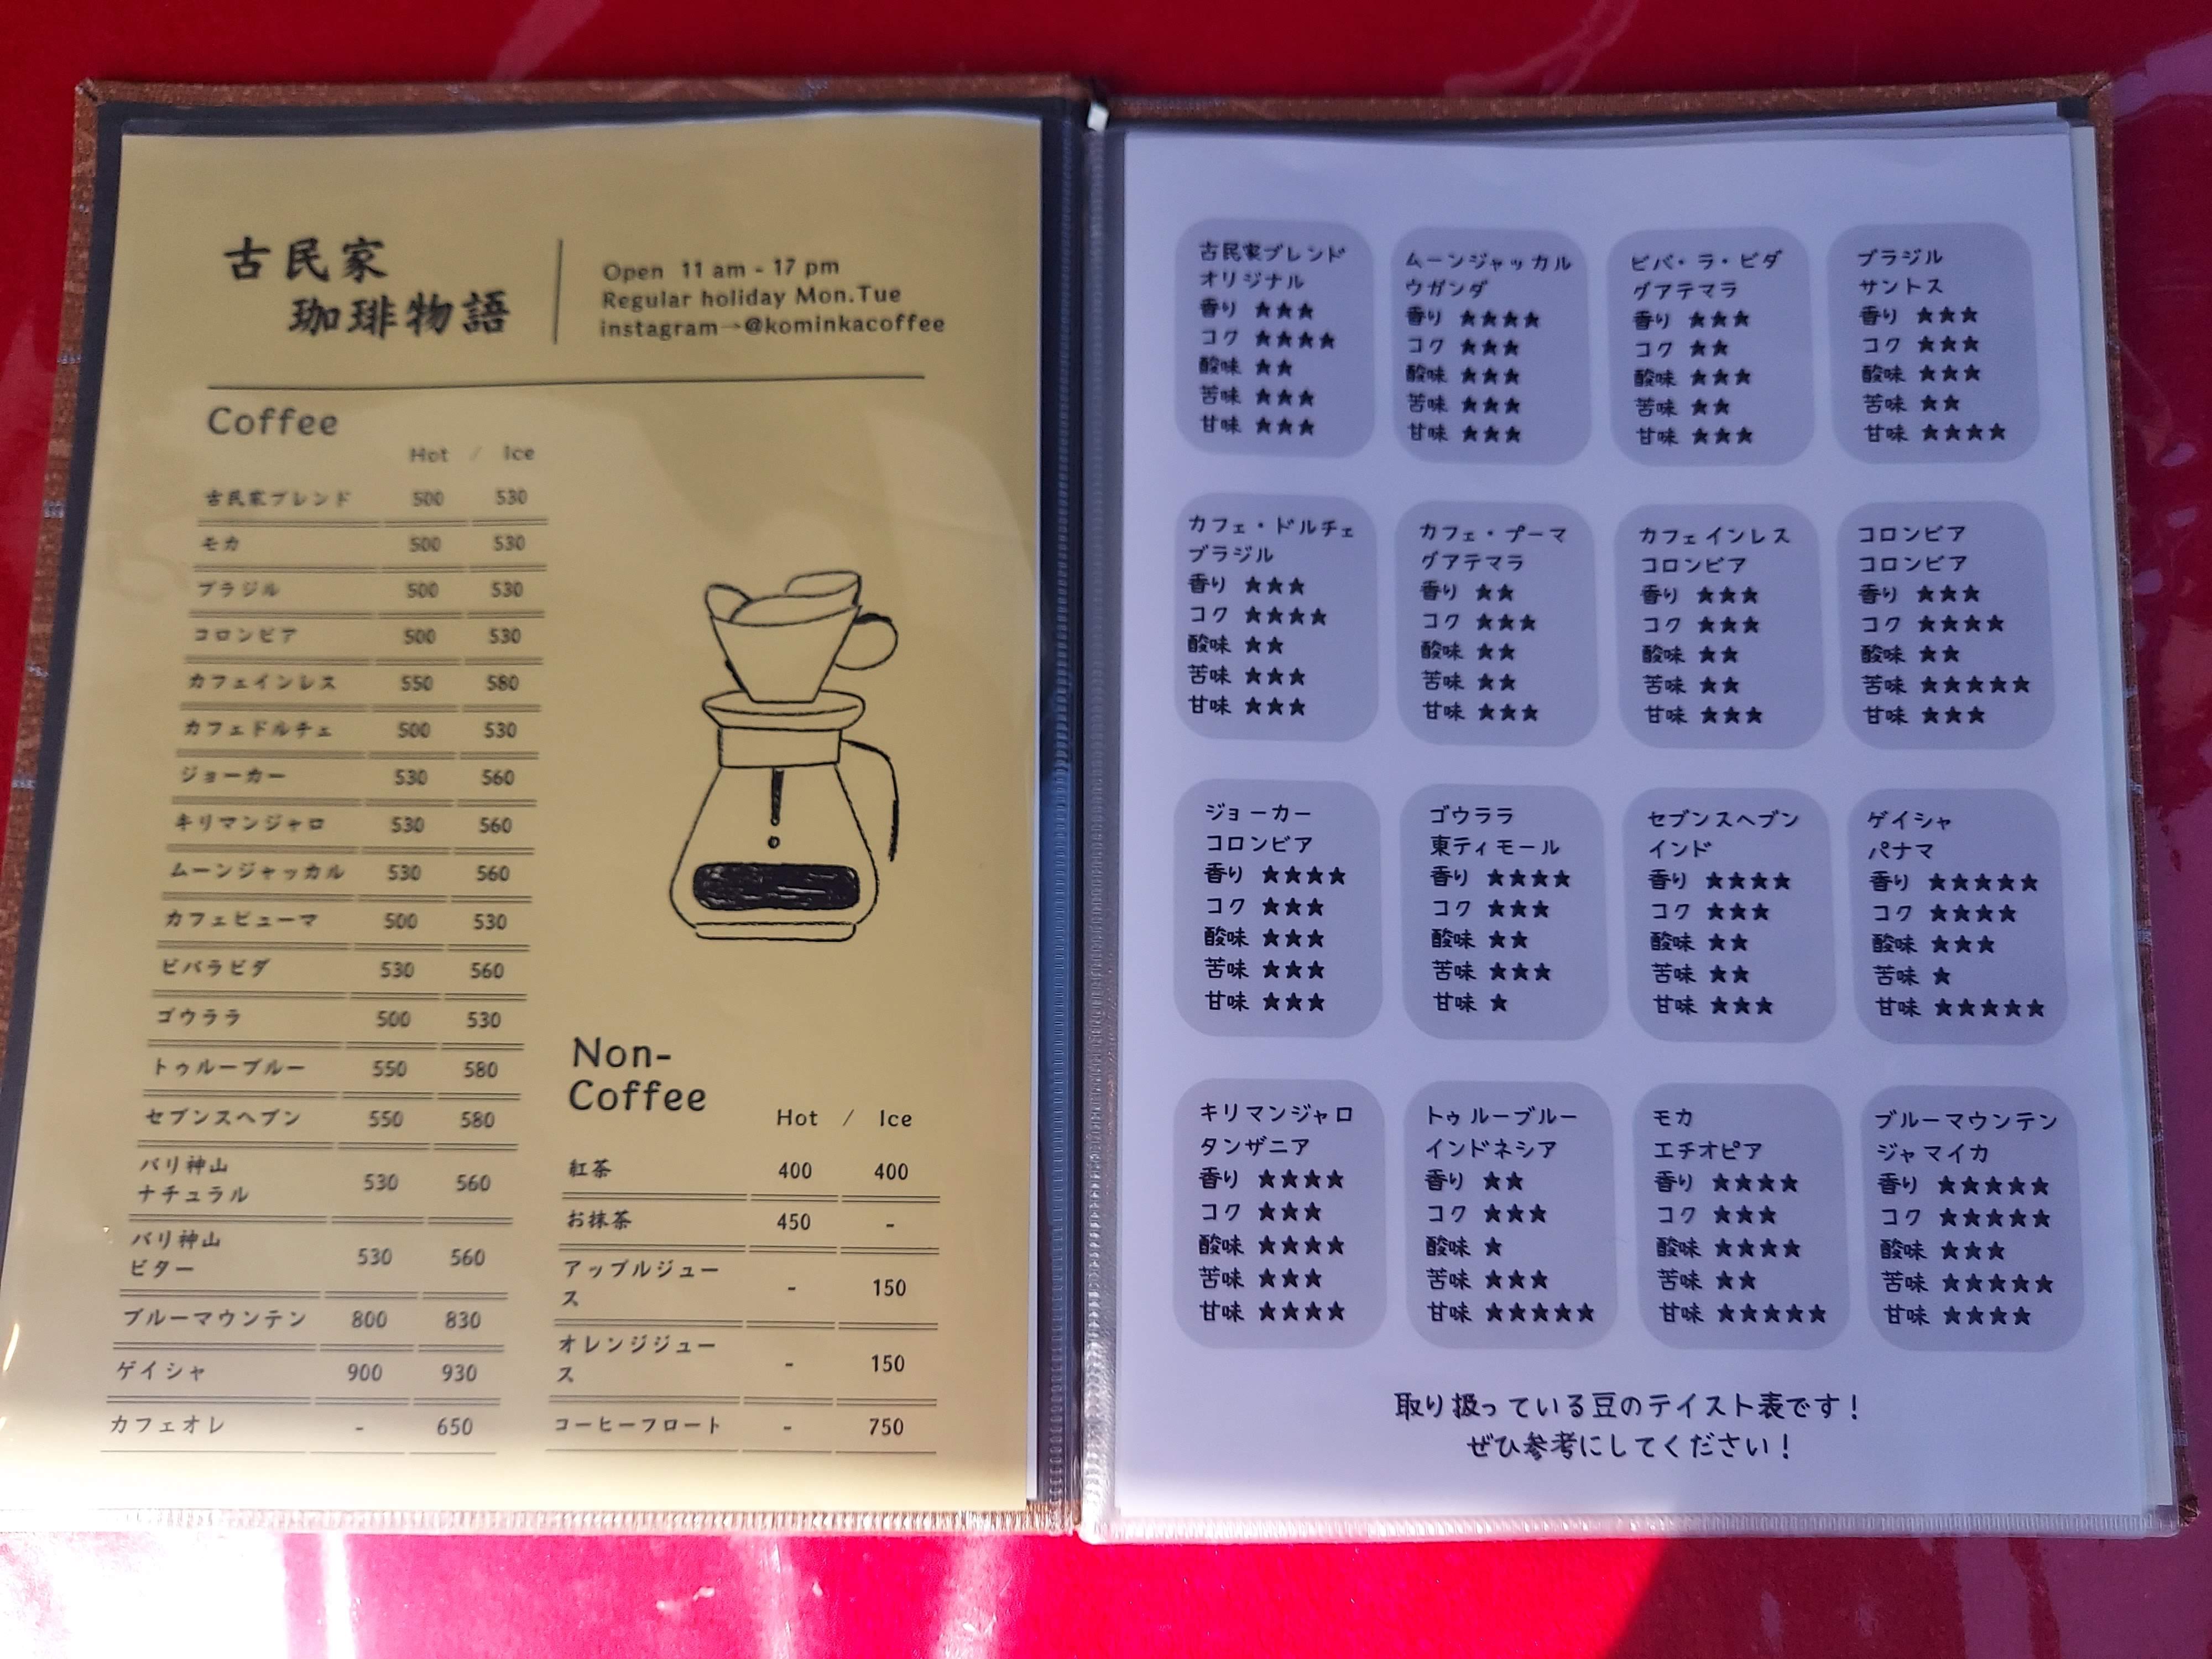 古民家
珈琲物語
Open 11 am - 17 pm
Regular holiday Mon.Tue
instagram→@kominkacoffee
Coffee
Hot / Ice
古民家ブレンド 500 530
モカ 500 530
ブラジル 500 530
コロンビア 500 530
カフェインレス 550 580
カフェドルチェ 500 530
ジョーカー 530 560
キリマンジャロ 530 560
ムーンジャッカル 530 560
カフェピューマ 500 530
ビバラビダ 530 560
ゴウララ 500 530
トゥルーブルー 550 580
セブンスヘブン 550 580
バリ神山
ナチュラル 530 560
バリ神山
ビター 530 560
ブルーマウンテン 800 830
ゲイシャ 900 930
カフェオレ - 650
Non-
Coffee
Hot / Ice
紅茶 400 400
お抹茶 450 -
アップルジュー
ス - 150
オレンジジュー
ス - 150
コーヒーフロート - 750
古民家ブレンド
オリジナル
香り ★★★
コク ★★★★
酸味 ★★
苦味 ★★★
甘味 ★★★
ムーンジャッカル
ウガンダ
香り ★★★★
コク ★★★
酸味 ★★★
苦味 ★★★
甘味 ★★★
ビバ・ラ・ビダ
グアテマラ
香り ★★★
コク ★★
酸味 ★★★
苦味 ★★
甘味 ★★★
ブラジル
サントス
香り ★★★
コク ★★★
酸味 ★★★
苦味 ★★
甘味 ★★★★
カフェ・ドルチェ
ブラジル
香り ★★★
コク ★★★★
酸味 ★★
苦味 ★★★
甘味 ★★★
カフェ・プーマ
グアテマラ
香り ★★
コク ★★★
酸味 ★★
苦味 ★★
甘味 ★★★
カフェインレス
コロンビア
香り ★★★
コク ★★★
酸味 ★★
苦味 ★★
甘味 ★★★
コロンビア
コロンビア
香り ★★★
コク ★★★★
酸味 ★★
苦味 ★★★★★
甘味 ★★★
ジョーカー
コロンビア
香り ★★★★
コク ★★★
酸味 ★★★
苦味 ★★★
甘味 ★★★
ゴウララ
東ティモール
香り ★★★★
コク ★★★
酸味 ★★
苦味 ★★★
甘味 ★
セブンスヘブン
インド
香り ★★★★
コク ★★★
酸味 ★★
苦味 ★★
甘味 ★★★
ゲイシャ
パナマ
香り ★★★★★
コク ★★★★
酸味 ★★★
苦味 ★
甘味 ★★★★★
キリマンジャロ
タンザニア
香り ★★★★
コク ★★★
酸味 ★★★★
苦味 ★★★
甘味 ★★★★
トゥルーブルー
インドネシア
香り ★★
コク ★★★
酸味 ★
苦味 ★★★
甘味 ★★★★★
モカ
エチオピア
香り ★★★★
コク ★★★
酸味 ★★★★
苦味 ★★
甘味 ★★★★★
ブルーマウンテン
ジャマイカ
香り ★★★★★
コク ★★★★★
酸味 ★★★
苦味 ★★★★★
甘味 ★★★★
取り扱っている豆のテイスト表です！
ぜひ参考にしてください！